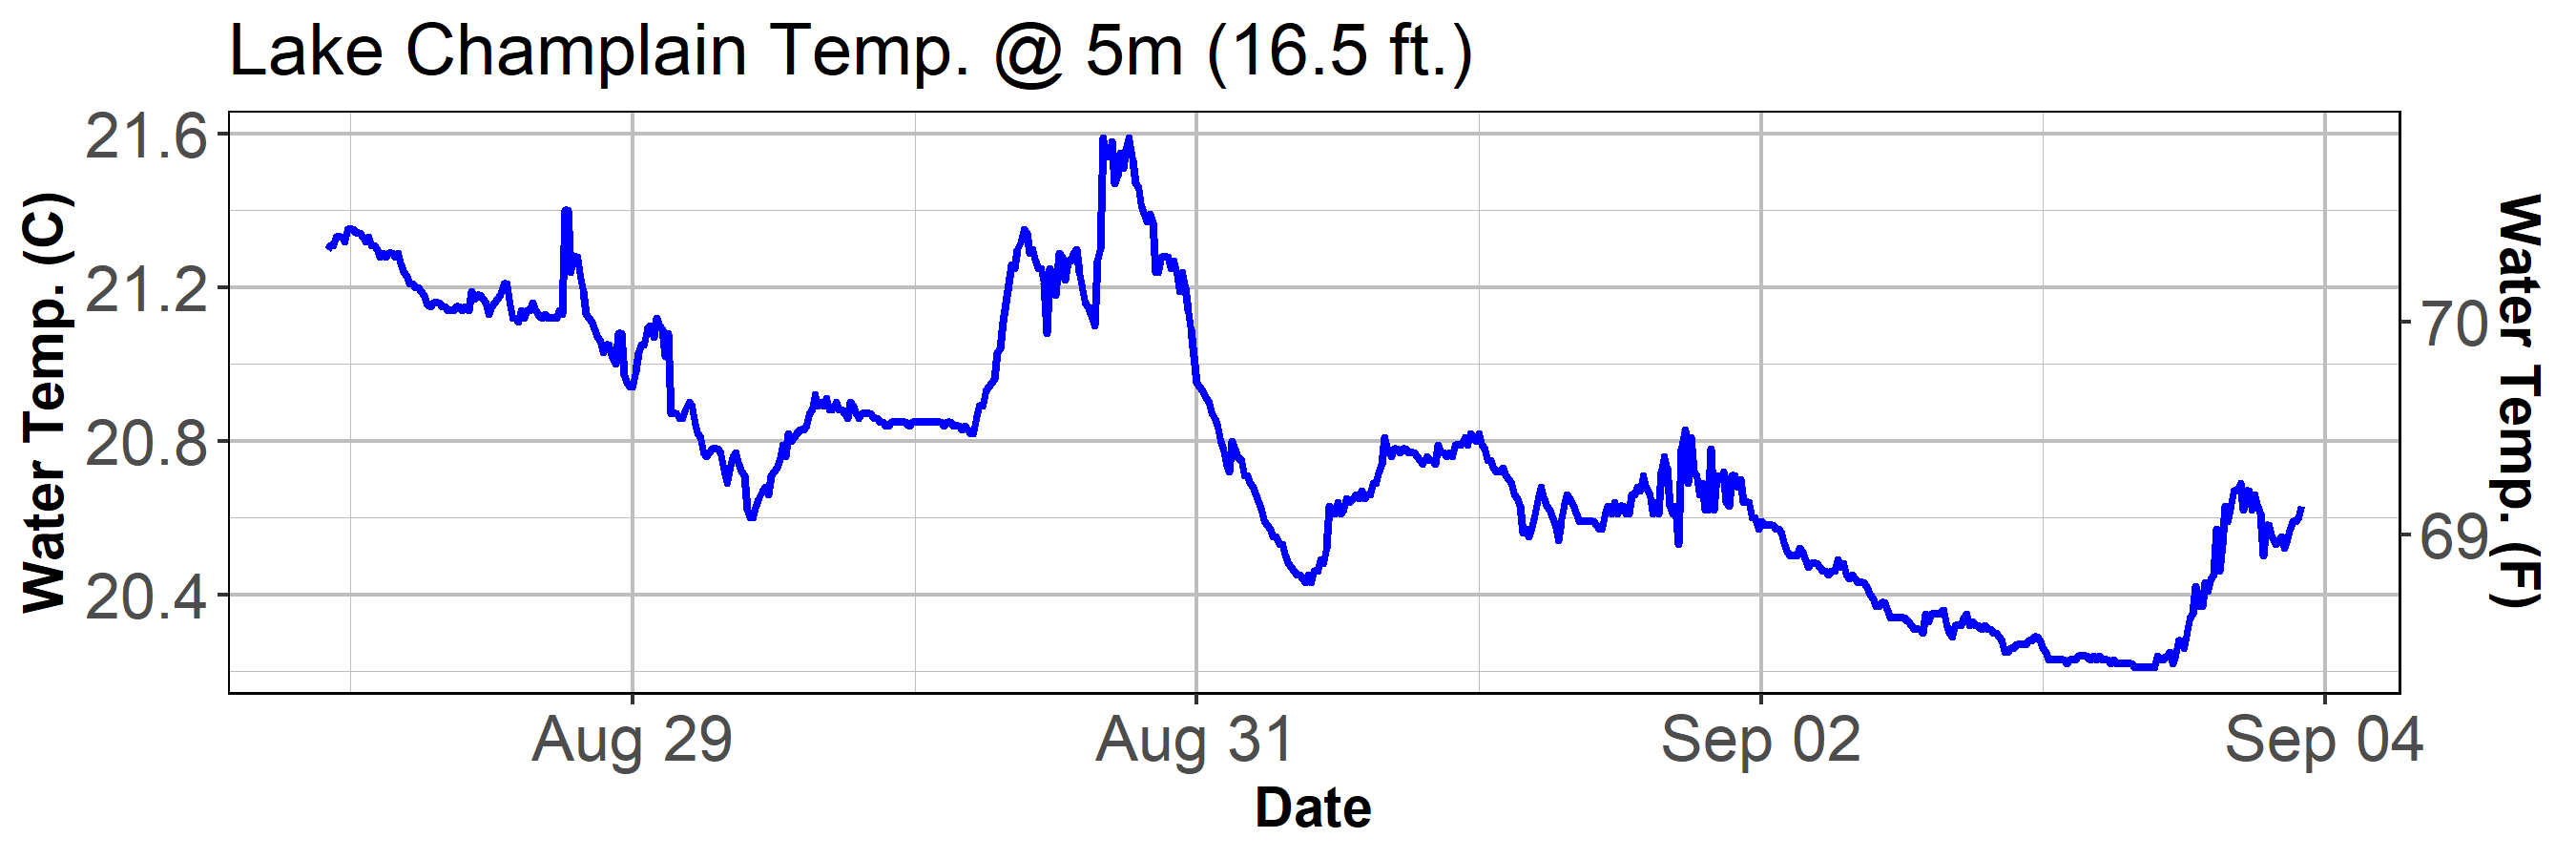 Lake Champlain Temp. @ 5m (16.5 ft.)
Water Temp. (C)
21.6
21.2
20.8
20.4
70
69
Water Temp. (F)
Aug 29
Aug 31
Sep 02
Sep 04
Date